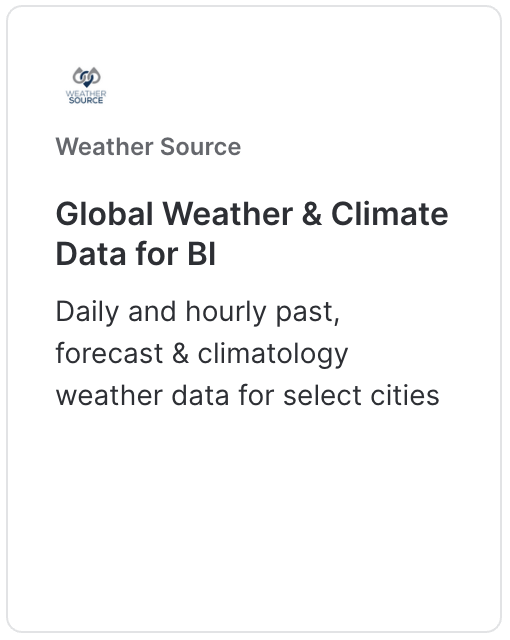 WEATHER
SOURCE
Weather Source
Global Weather & Climate
Data for BI
Daily and hourly past,
forecast & climatology
weather data for select cities